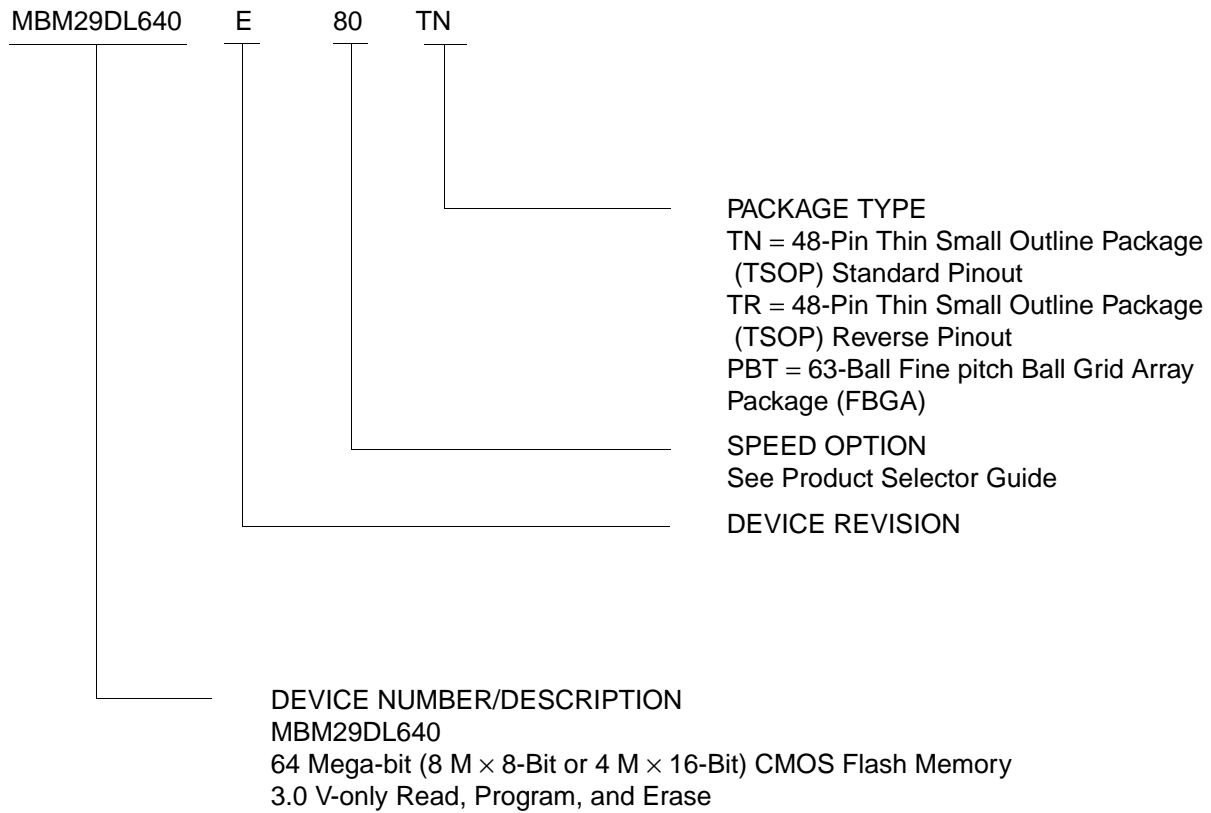 MBM29DL640 E 80 TN
PACKAGE TYPE
TN = 48-Pin Thin Small Outline Package
(TSOP) Standard Pinout
TR = 48-Pin Thin Small Outline Package
(TSOP) Reverse Pinout
PBT = 63-Ball Fine pitch Ball Grid Array
Package (FBGA)
SPEED OPTION
See Product Selector Guide
DEVICE REVISION
DEVICE NUMBER/DESCRIPTION
MBM29DL640
64 Mega-bit (8 M × 8-Bit or 4 M × 16-Bit) CMOS Flash Memory
3.0 V-only Read, Program, and Erase